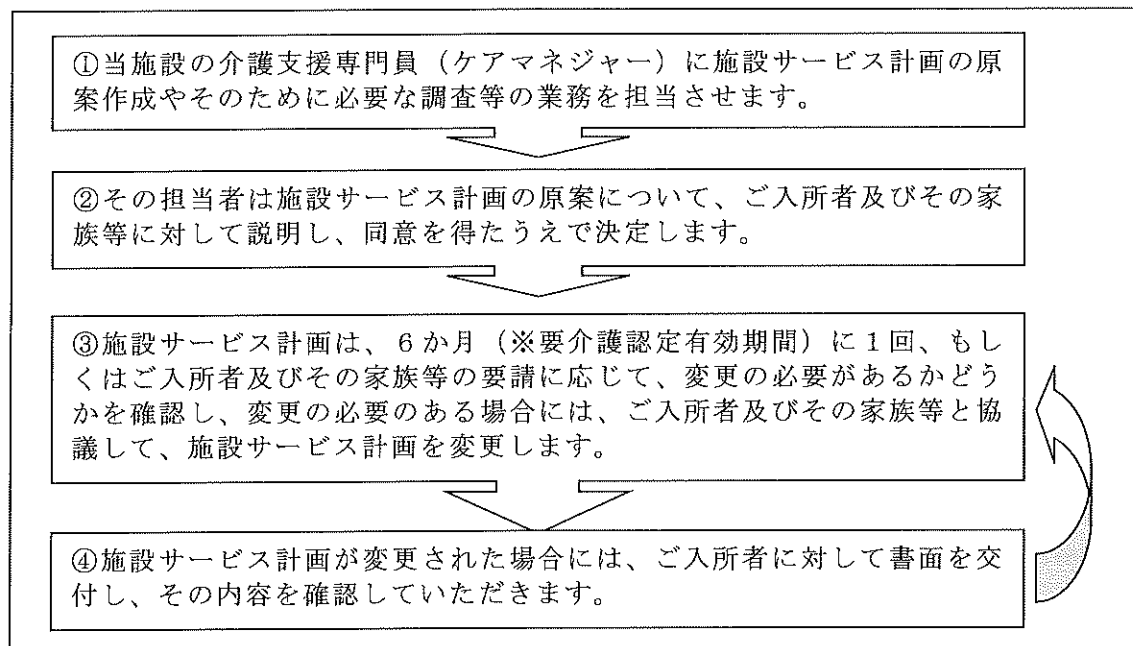 ①当施設の介護支援専門員（ケアマネジャー）に施設サービス計画の原
案作成やそのために必要な調査等の業務を担当させます。
②その担当者は施設サービス計画の原案について、ご入所者及びその家
族等に対して説明し、同意を得たうえで決定します。
③施設サービス計画は、６か月（※要介護認定有効期間）に１回、もし
くはご入所者及びその家族等の要請に応じて、変更の必要があるかどう
かを確認し、変更の必要のある場合には、ご入所者及びその家族等と協
議して、施設サービス計画を変更します。
④施設サービス計画が変更された場合には、ご入所者に対して書面を交
付し、その内容を確認していただきます。